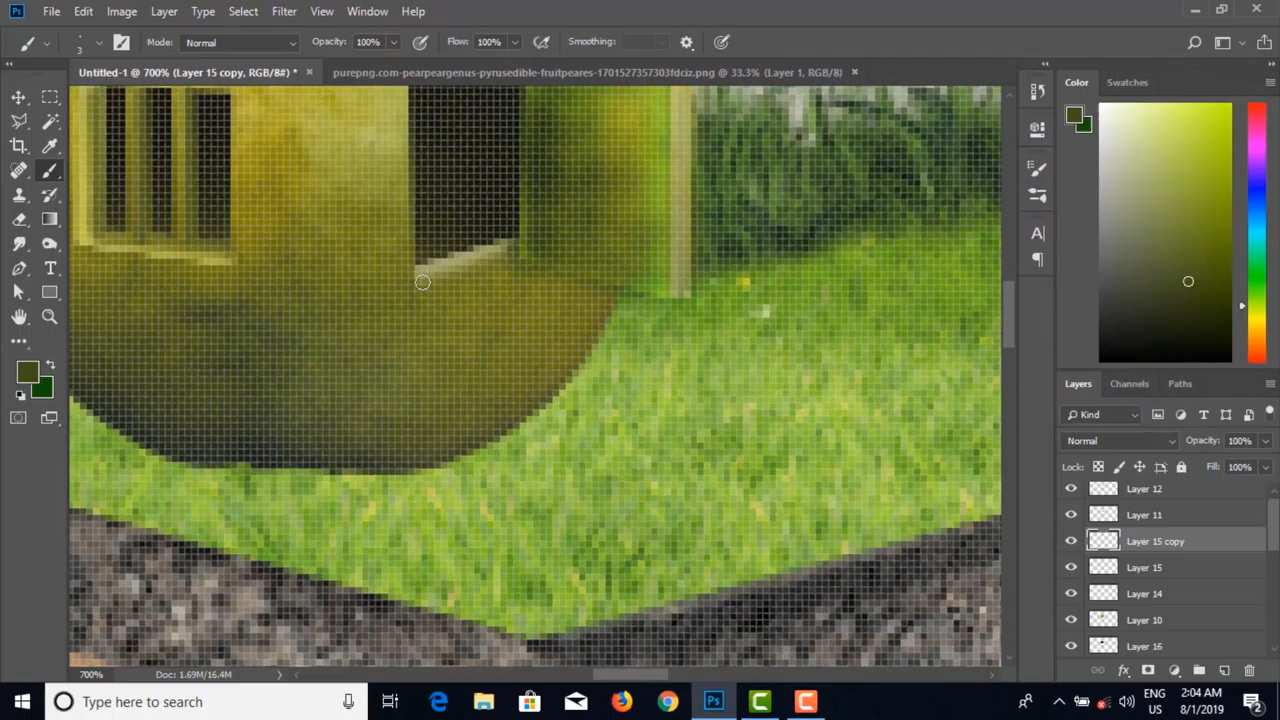 Ps File Edit Image Layer Type Select Filter View Window Help
3 Mode: Normal Opacity: 100% Flow: 100% Smoothing:
Untitled-1 @ 700% (Layer 15 copy, RGB/8#) * purepng.com-pearpeargenus-pyrusedible-fruitpeares-1701527357303fdciz.png @ 33.3% (Layer 1, RGB/8)
Color Swatches
Layers Channels Paths
Kind
Normal Opacity: 100%
Lock: Fill: 100%
Layer 12
Layer 11
Layer 15 copy
Layer 15
Layer 14
Layer 10
Layer 16
700% Doc: 1.69M/16.4M
Type here to search
ENG
US
2:04 AM
8/1/2019
2